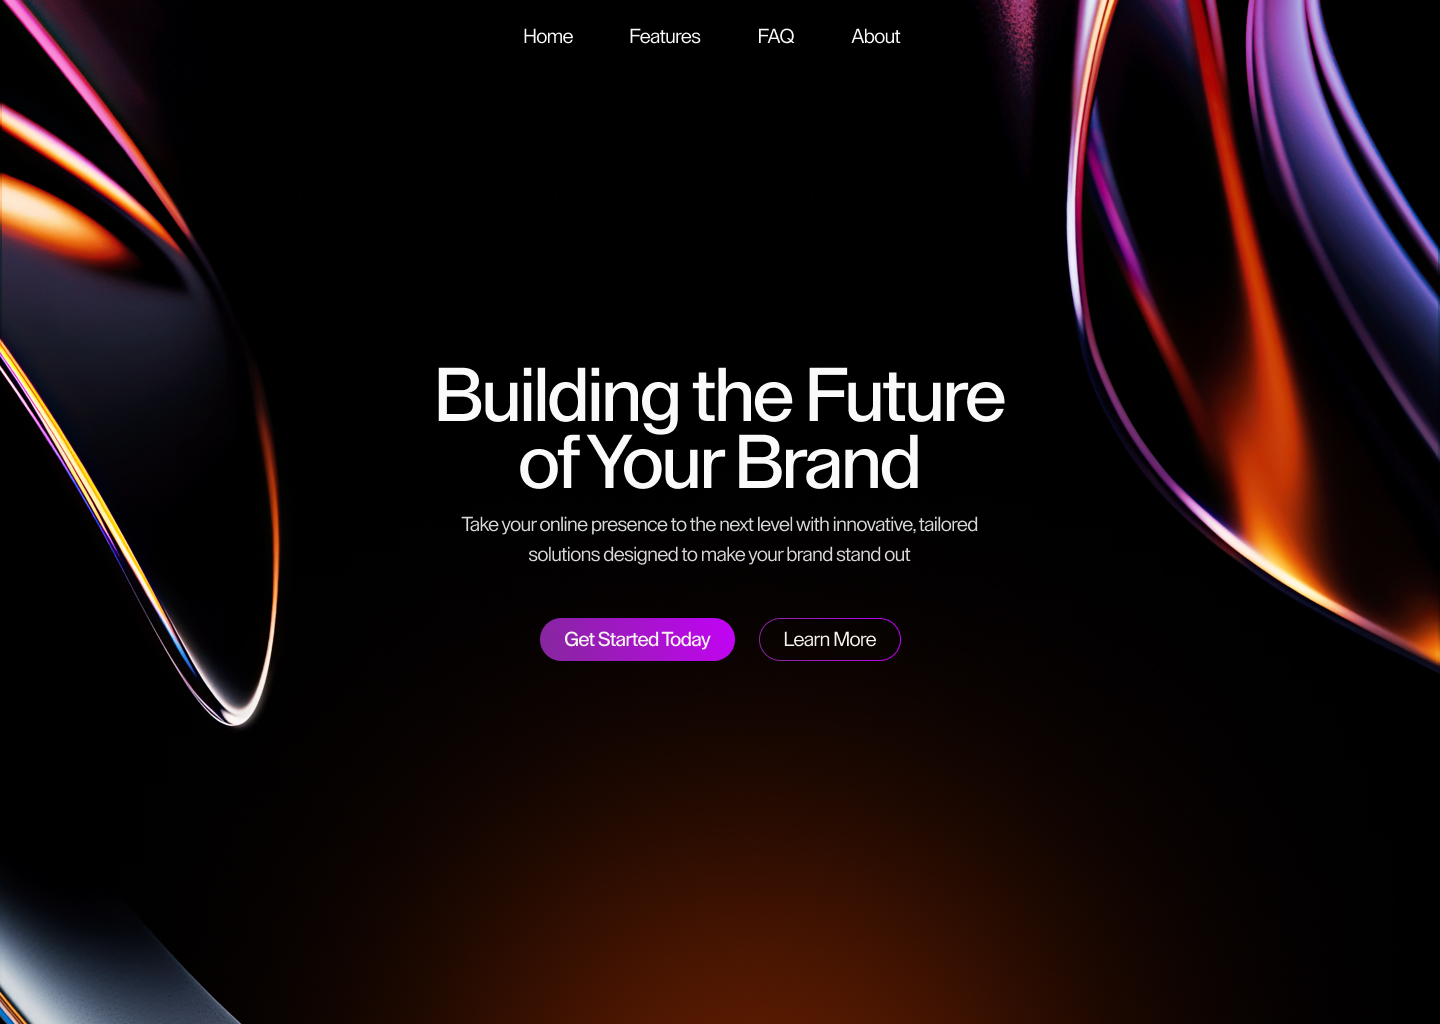 Home Features FAQ About
Building the Future
of Your Brand
Take your online presence to the next level with innovative, tailored
solutions designed to make your brand stand out
Get Started Today Learn More